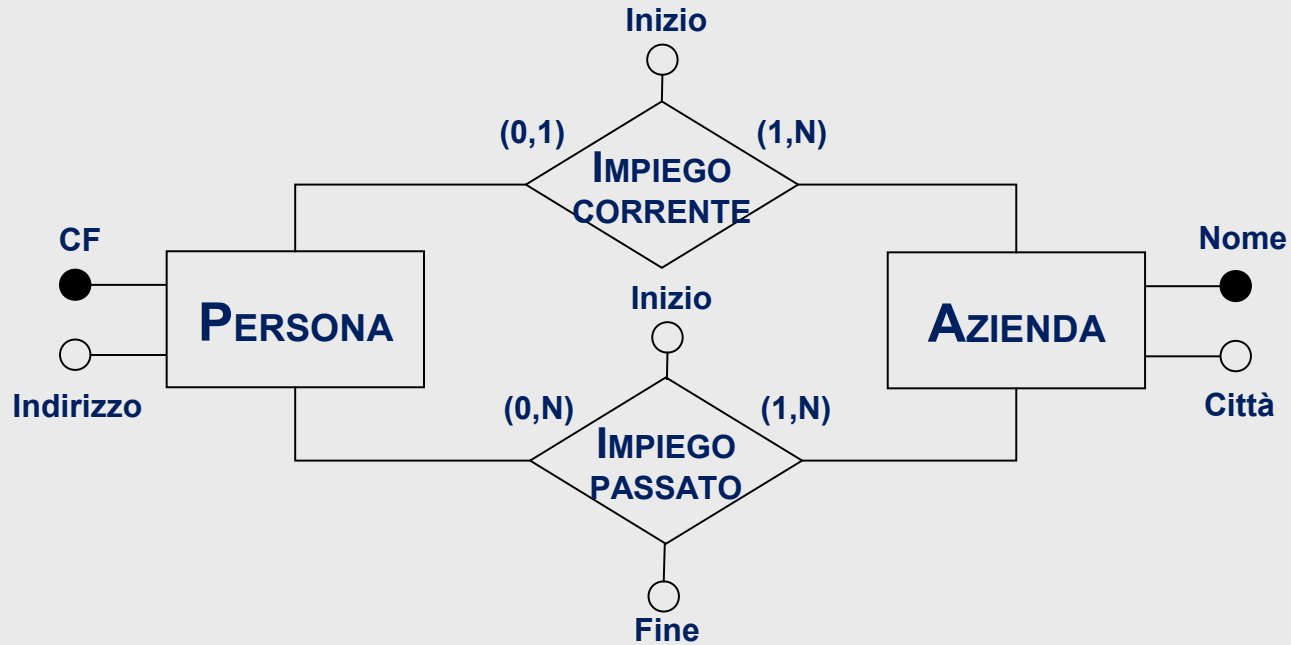 Inizio
(0,1)
(1,N)
IMPIEGO
CORRENTE
CF
Nome
PERSONA
AZIENDA
Inizio
Indirizzo
Città
(0,N)
(1,N)
IMPIEGO
PASSATO
Fine